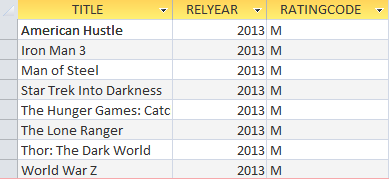 TITLE RELYEAR RATINGCODE
American Hustle 2013 M
Iron Man 3 2013 M
Man of Steel 2013 M
Star Trek Into Darkness 2013 M
The Hunger Games: Catc 2013 M
The Lone Ranger 2013 M
Thor: The Dark World 2013 M
World War Z 2013 M